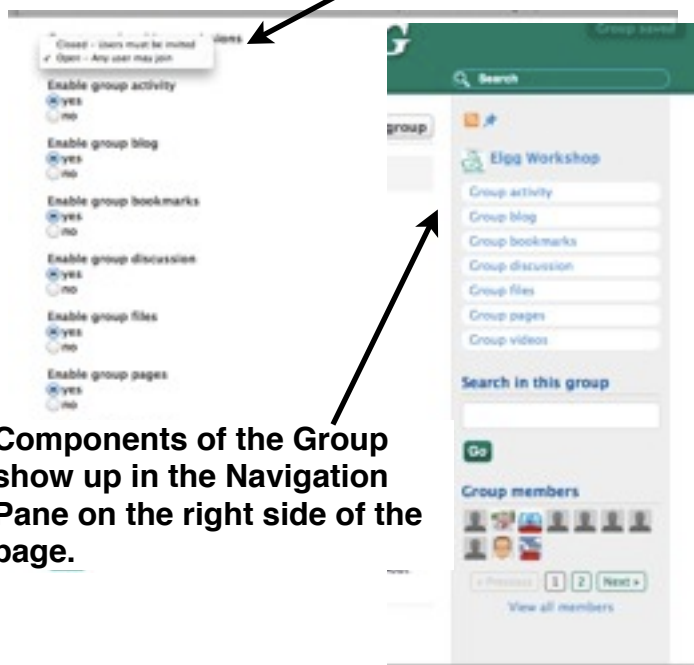 Closed - Users must be invited
✓ Open - Any user may join
Enable group activity
yes
no
Enable group blog
yes
no
Enable group bookmarks
yes
no
Enable group discussion
yes
no
Enable group files
yes
no
Enable group pages
yes
no
Components of the Group
show up in the Navigation
Pane on the right side of the
page.
Group saved
Search
group
Elgg Workshop
Group activity
Group blog
Group bookmarks
Group discussion
Group files
Group pages
Group videos
Search in this group
Go
Group members
« Previous 1 2 Next »
View all members